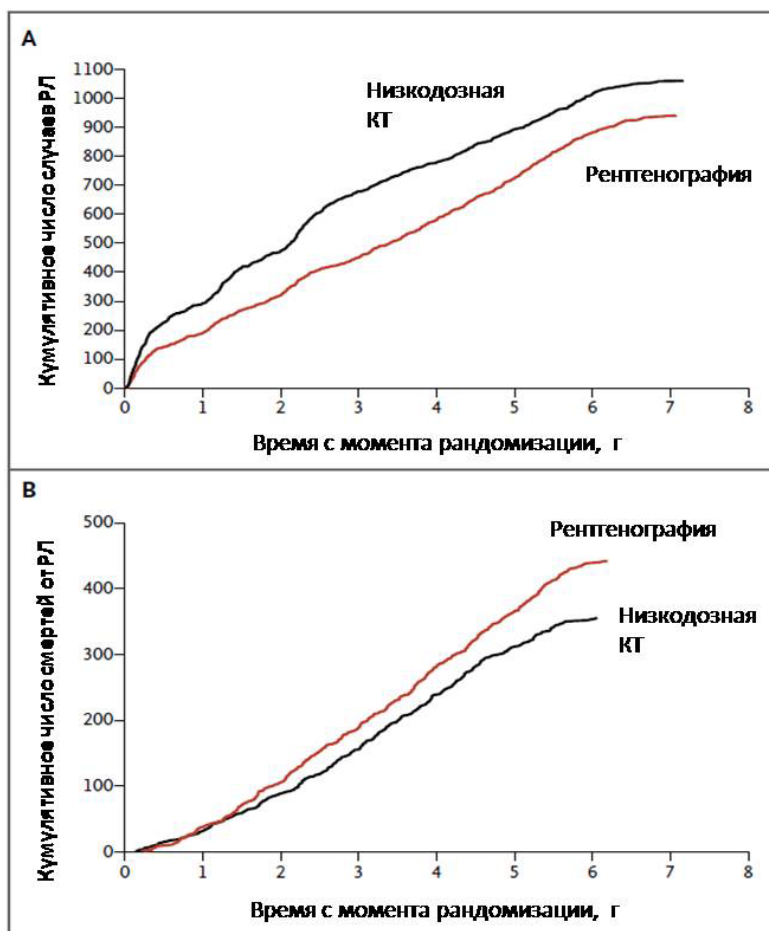 A
1100
1000
900
800
700
600
500
400
300
200
100
0
Кумулятивное число случаев РЛ
Низкодозная
КТ
Рентгенография
0 1 2 3 4 5 6 7 8
Время с момента рандомизации, г
B
500
400
300
200
100
0
Кумулятивное число смертей от РЛ
Рентгенография
Низкодозная
КТ
0 1 2 3 4 5 6 7 8
Время с момента рандомизации, г